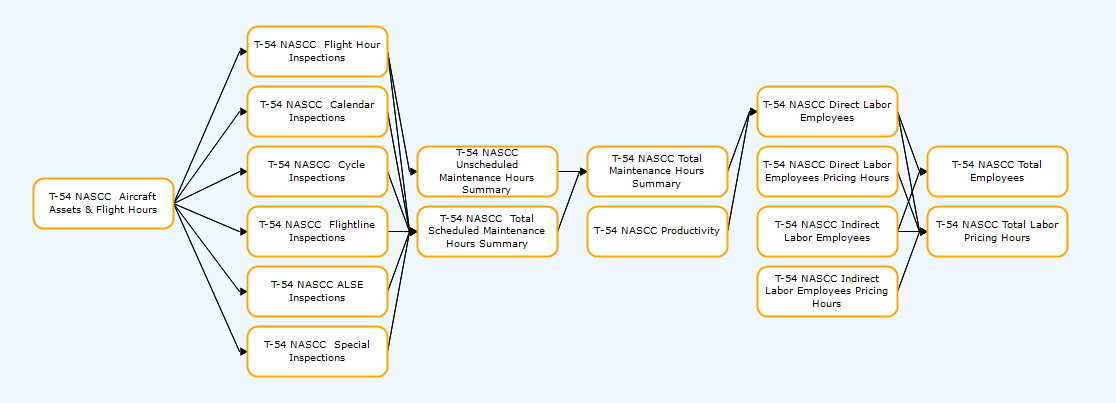 T-54 NASCC  Aircraft
Assets & Flight Hours
T-54 NASCC  Flight Hour
Inspections
T-54 NASCC  Calendar
Inspections
T-54 NASCC  Cycle
Inspections
T-54 NASCC  Flightline
Inspections
T-54 NASCC ALSE
Inspections
T-54 NASCC  Special
Inspections
T-54 NASCC
Unscheduled
Maintenance Hours
Summary
T-54 NASCC  Total
Scheduled Maintenance
Hours Summary
T-54 NASCC Total
Maintenance Hours
Summary
T-54 NASCC Productivity
T-54 NASCC Direct Labor
Employees
T-54 NASCC Direct Labor
Employees Pricing Hours
T-54 NASCC Indirect
Labor Employees
T-54 NASCC Indirect
Labor Employees Pricing
Hours
T-54 NASCC Total
Employees
T-54 NASCC Total Labor
Pricing Hours